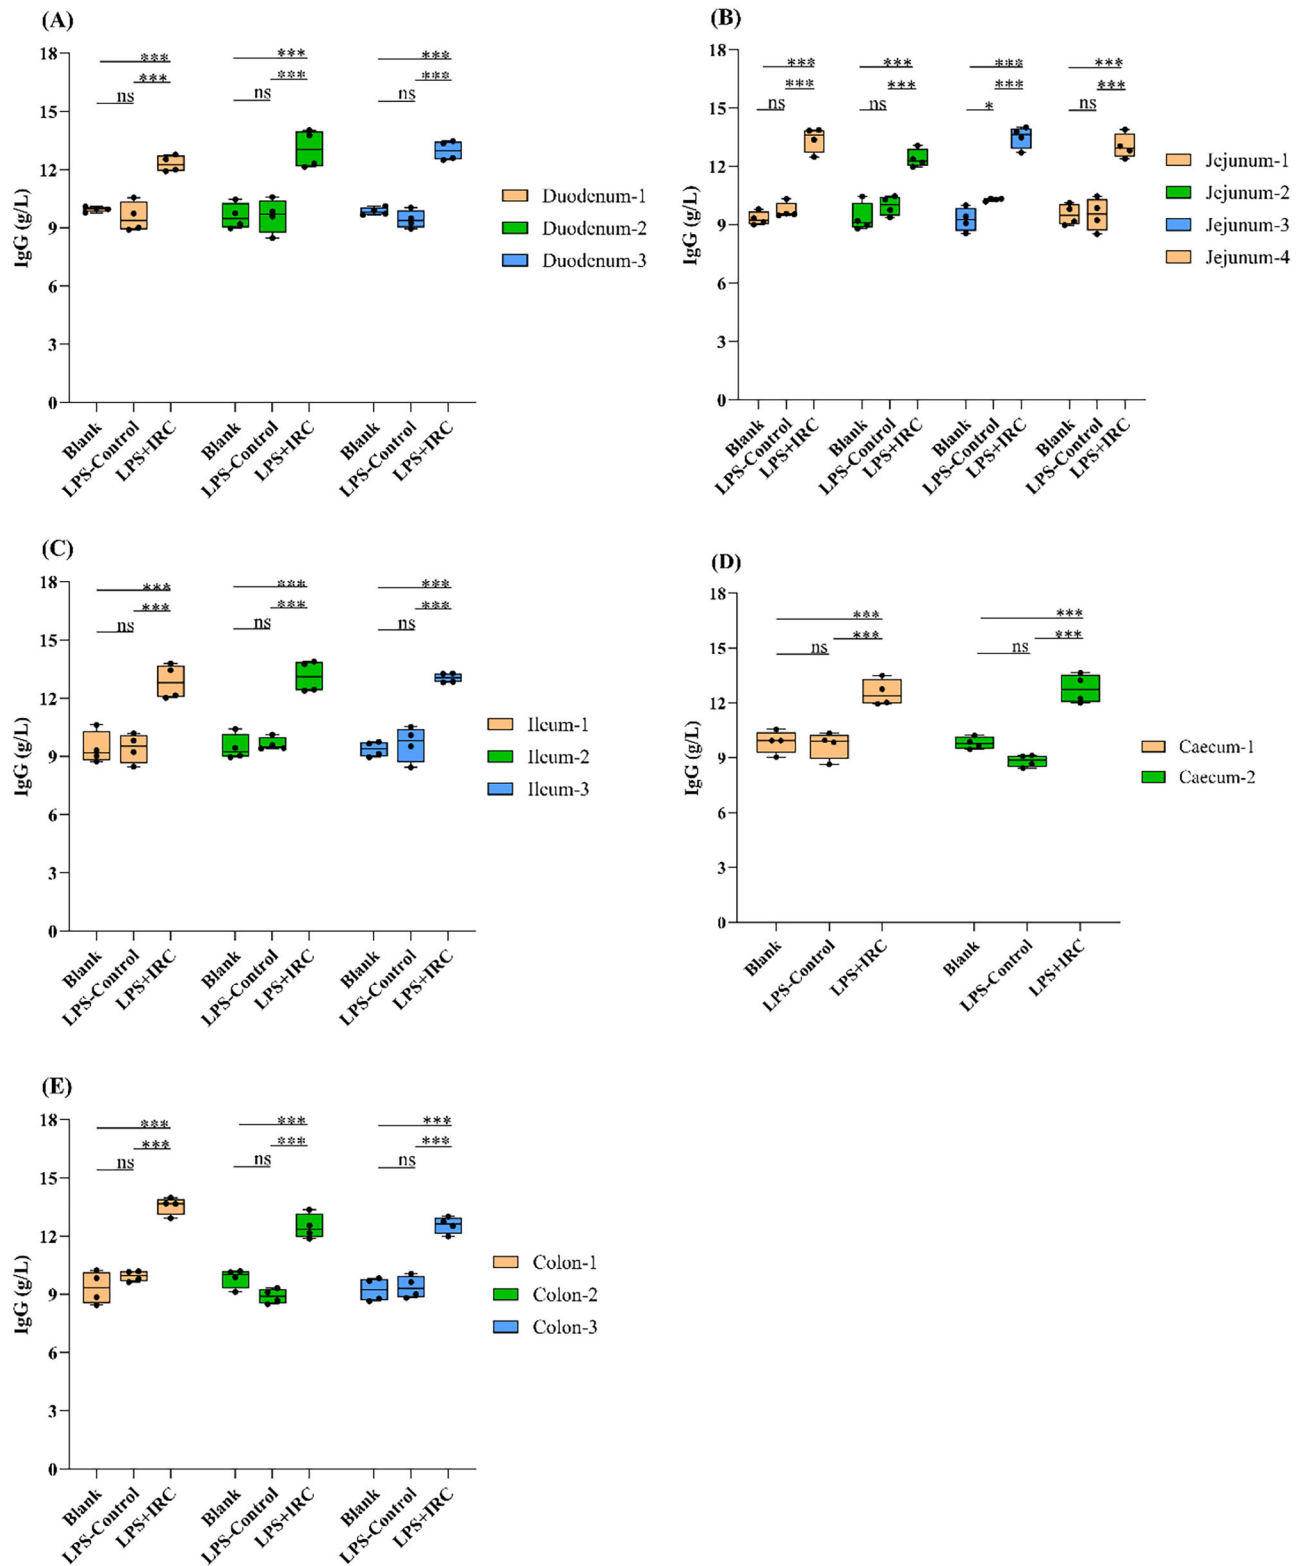 (A)
IgG (g/L)
18
15
12
9
6
3
0
*** *** ***
*** *** ***
ns ns ns
Blank LPS-Control LPS+IRC Blank LPS-Control LPS+IRC Blank LPS-Control LPS+IRC
Duodenum-1
Duodenum-2
Duodenum-3
(B)
IgG (g/L)
18
15
12
9
6
3
0
*** *** *** ***
*** *** *** ***
ns ns * ns
Blank LPS-Control LPS+IRC Blank LPS-Control LPS+IRC Blank LPS-Control LPS+IRC Blank LPS-Control LPS+IRC
Jejunum-1
Jejunum-2
Jejunum-3
Jejunum-4
(C)
IgG (g/L)
18
15
12
9
6
3
0
*** *** ***
*** *** ***
ns ns ns
Blank LPS-Control LPS+IRC Blank LPS-Control LPS+IRC Blank LPS-Control LPS+IRC
Ileum-1
Ileum-2
Ileum-3
(D)
IgG (g/L)
18
15
12
9
6
3
0
*** ***
*** ***
ns ns
Blank LPS-Control LPS+IRC Blank LPS-Control LPS+IRC
Caecum-1
Caecum-2
(E)
IgG (g/L)
18
15
12
9
6
3
0
*** *** ***
*** *** ***
ns ns ns
Blank LPS-Control LPS+IRC Blank LPS-Control LPS+IRC Blank LPS-Control LPS+IRC
Colon-1
Colon-2
Colon-3